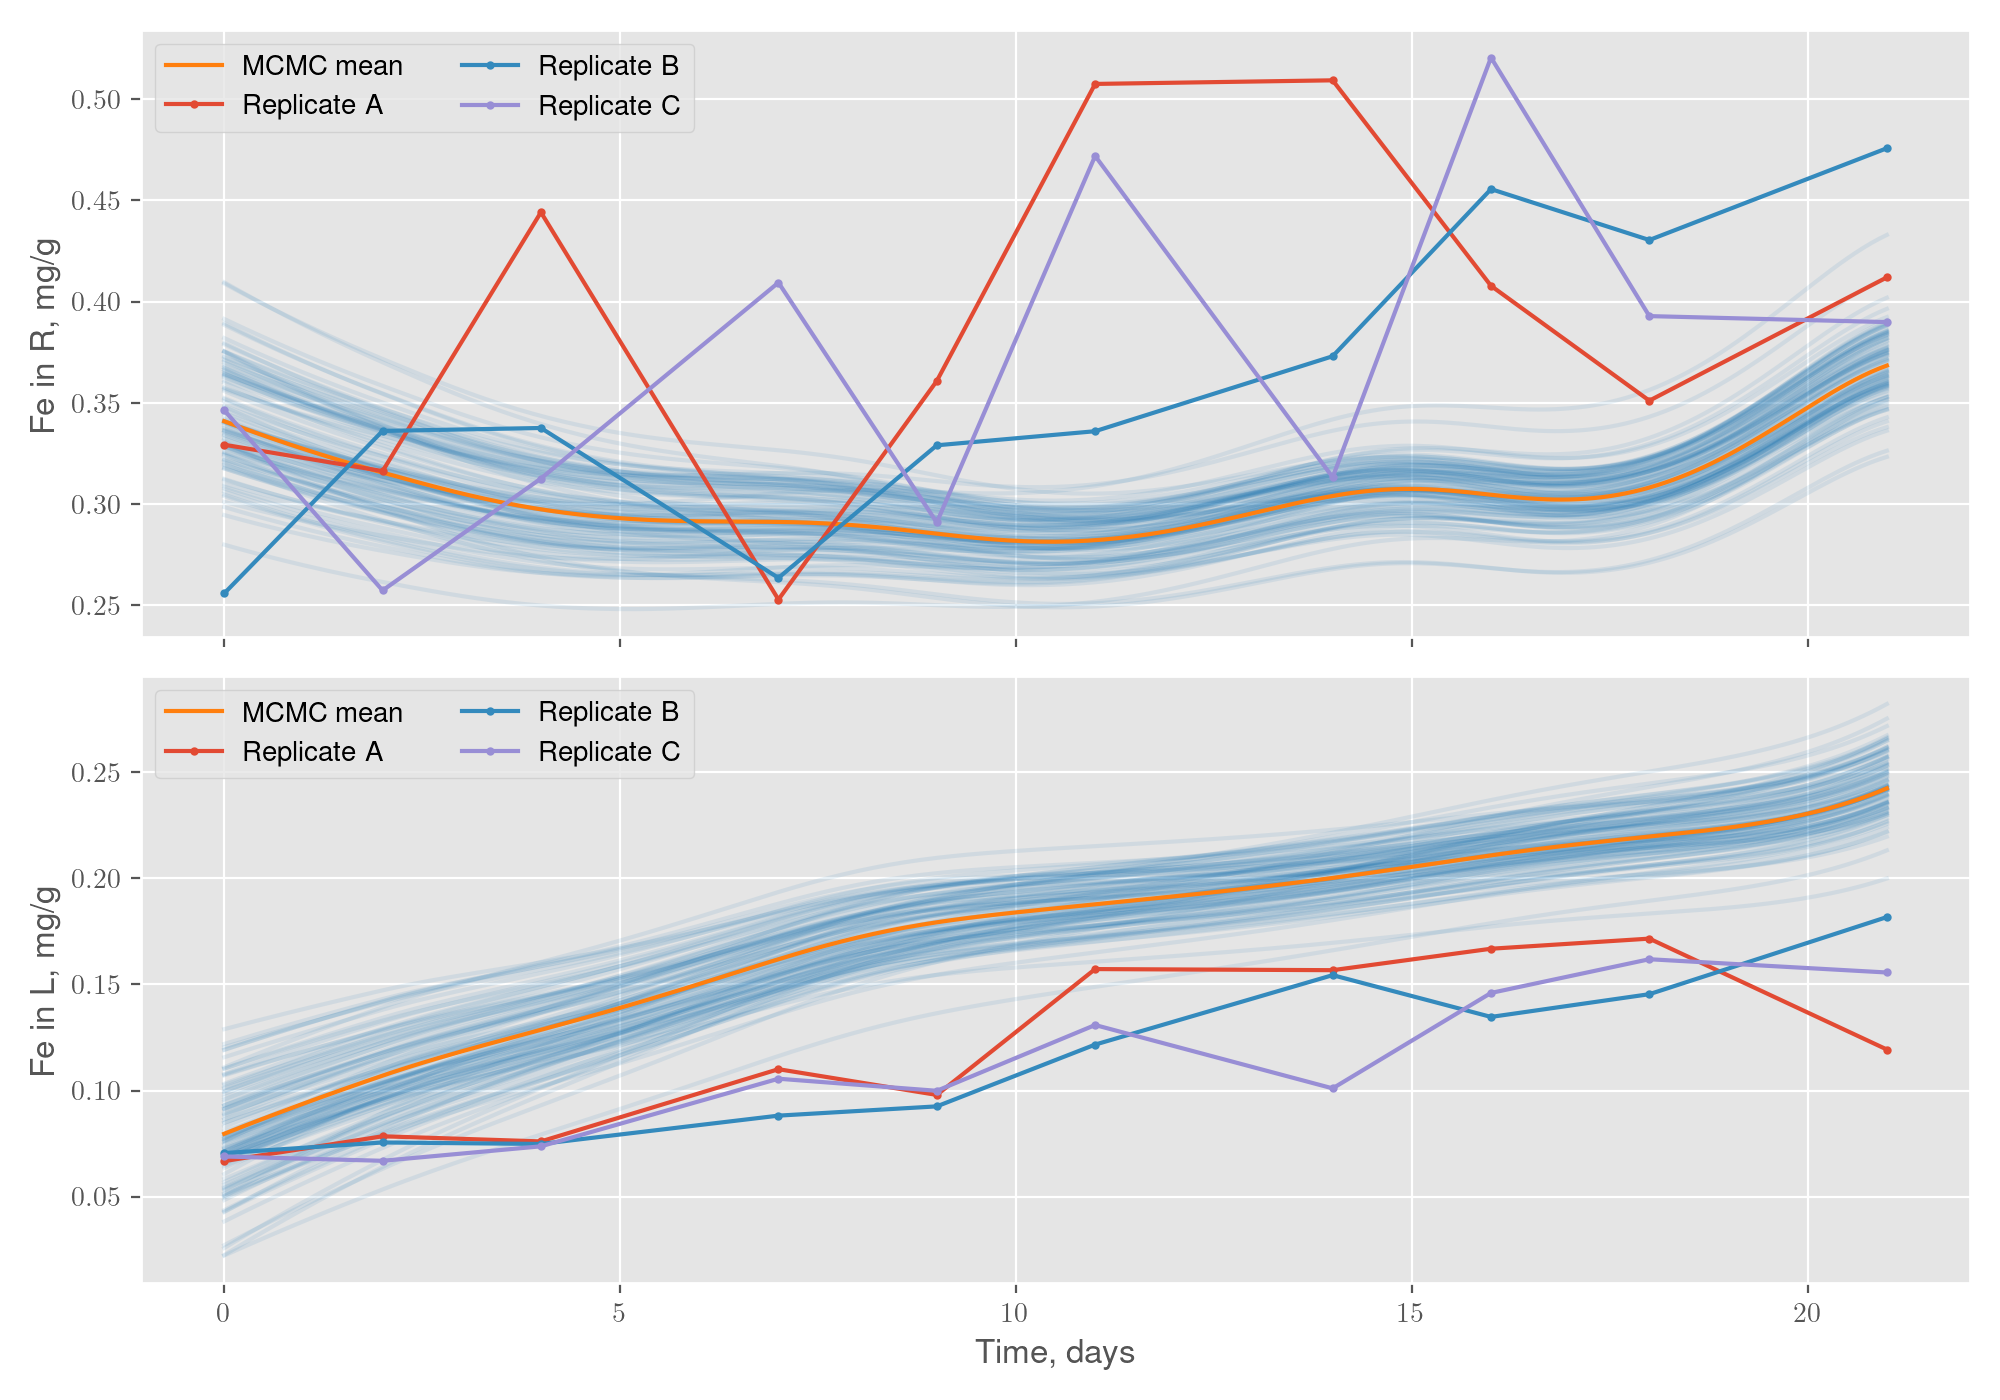 MCMC mean
Replicate A
Replicate B
Replicate C
0.50
0.45
0.40
0.35
0.30
0.25
Fe in R, mg/g
MCMC mean
Replicate A
Replicate B
Replicate C
0.25
0.20
0.15
0.10
0.05
Fe in L, mg/g
0 5 10 15 20
Time, days